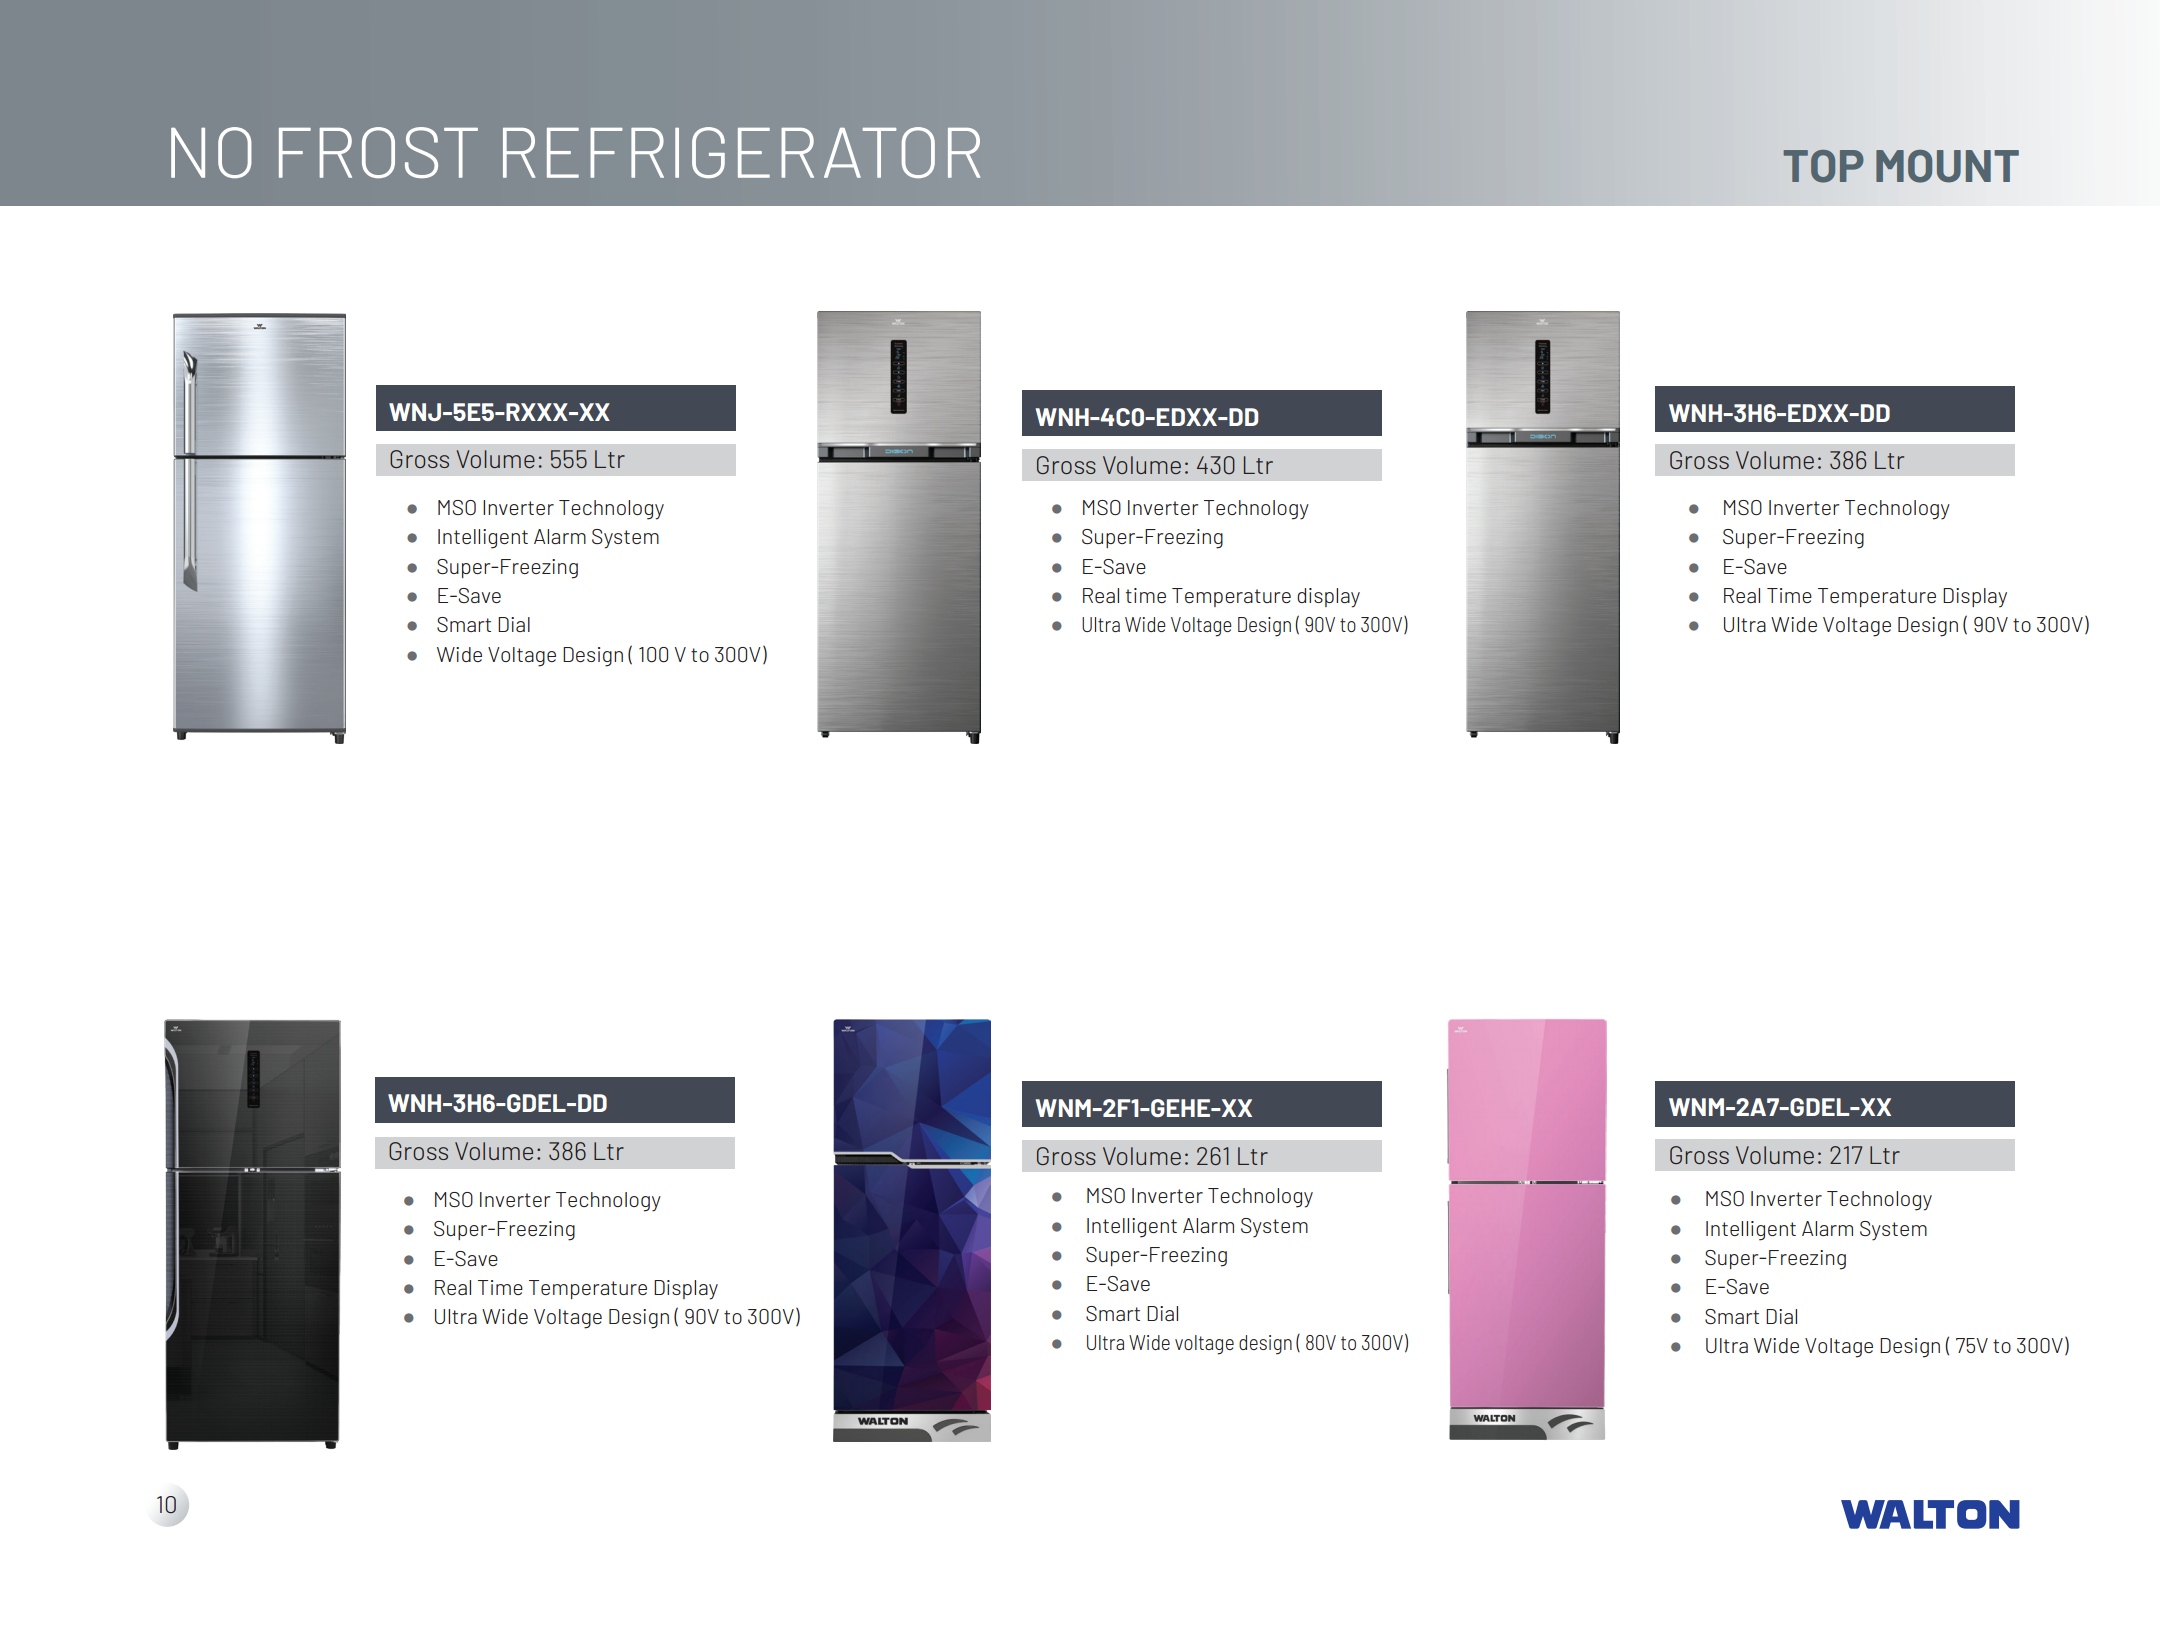 NO FROST REFRIGERATOR
TOP MOUNT
WNJ-5E5-RXXX-XX
Gross Volume: 555 Ltr
● MSO Inverter Technology
● Intelligent Alarm System
● Super-Freezing
● E-Save
● Smart Dial
● Wide Voltage Design ( 100 V to 300V)
WNH-4C0-EDXX-DD
Gross Volume: 430 Ltr
● MSO Inverter Technology
● Super-Freezing
● E-Save
● Real time Temperature display
● Ultra Wide Voltage Design ( 90V to 300V)
WNH-3H6-EDXX-DD
Gross Volume: 386 Ltr
● MSO Inverter Technology
● Super-Freezing
● E-Save
● Real Time Temperature Display
● Ultra Wide Voltage Design ( 90V to 300V)
WNH-3H6-GDEL-DD
Gross Volume: 386 Ltr
● MSO Inverter Technology
● Super-Freezing
● E-Save
● Real Time Temperature Display
● Ultra Wide Voltage Design ( 90V to 300V)
WALTON
WNM-2F1-GEHE-XX
Gross Volume: 261 Ltr
● MSO Inverter Technology
● Intelligent Alarm System
● Super-Freezing
● E-Save
● Smart Dial
● Ultra Wide voltage design ( 80V to 300V)
WALTON
WNM-2A7-GDEL-XX
Gross Volume: 217 Ltr
● MSO Inverter Technology
● Intelligent Alarm System
● Super-Freezing
● E-Save
● Smart Dial
● Ultra Wide Voltage Design ( 75V to 300V)
10
WALTON